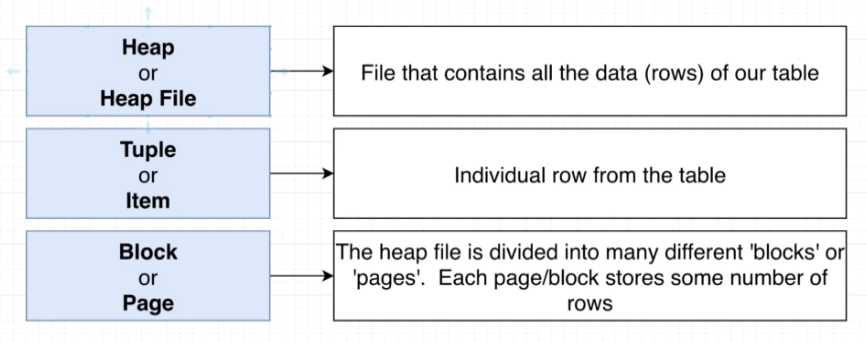 Heap
or
Heap File
File that contains all the data (rows) of our table
Tuple
or
Item
Individual row from the table
Block
or
Page
The heap file is divided into many different 'blocks' or
'pages'.  Each page/block stores some number of
rows